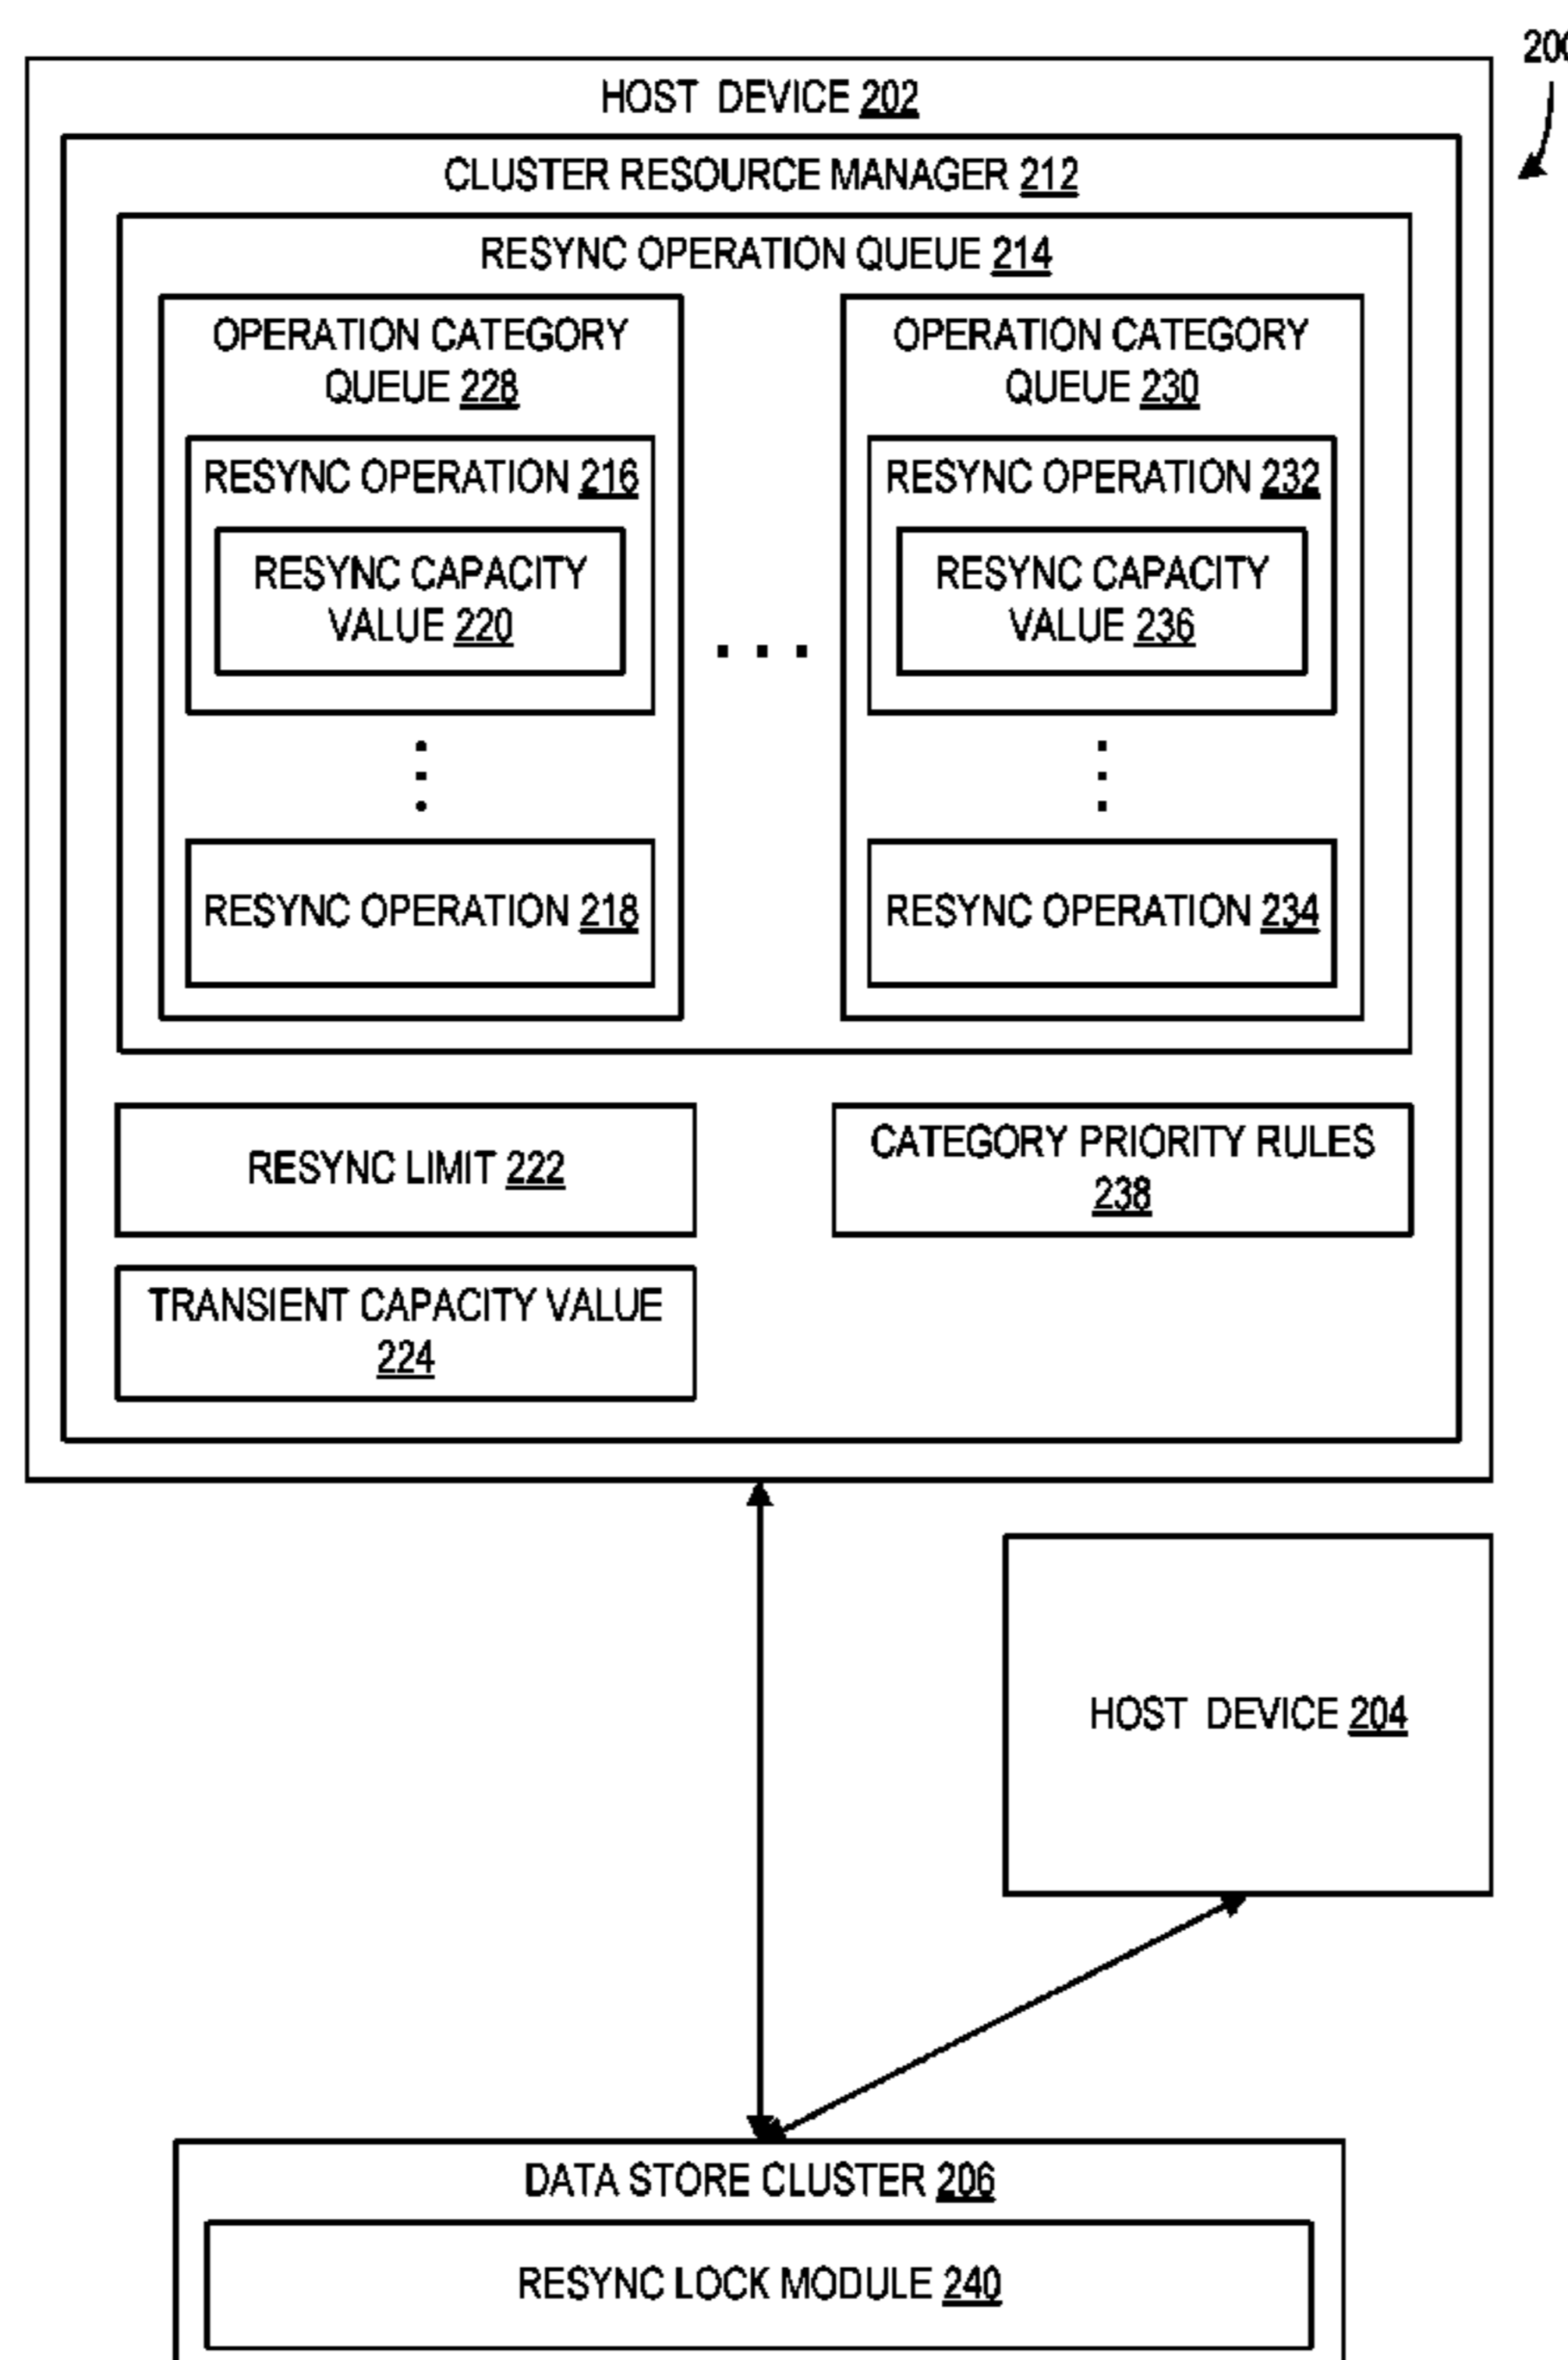 200
HOST DEVICE 202
CLUSTER RESOURCE MANAGER 212
RESYNC OPERATION QUEUE 214
OPERATION CATEGORY
QUEUE 228
RESYNC OPERATION 216
RESYNC CAPACITY
VALUE 220
RESYNC OPERATION 218
OPERATION CATEGORY
QUEUE 230
RESYNC OPERATION 232
RESYNC CAPACITY
VALUE 236
RESYNC OPERATION 234
RESYNC LIMIT 222
CATEGORY PRIORITY RULES
238
TRANSIENT CAPACITY VALUE
224
HOST DEVICE 204
DATA STORE CLUSTER 206
RESYNC LOCK MODULE 240